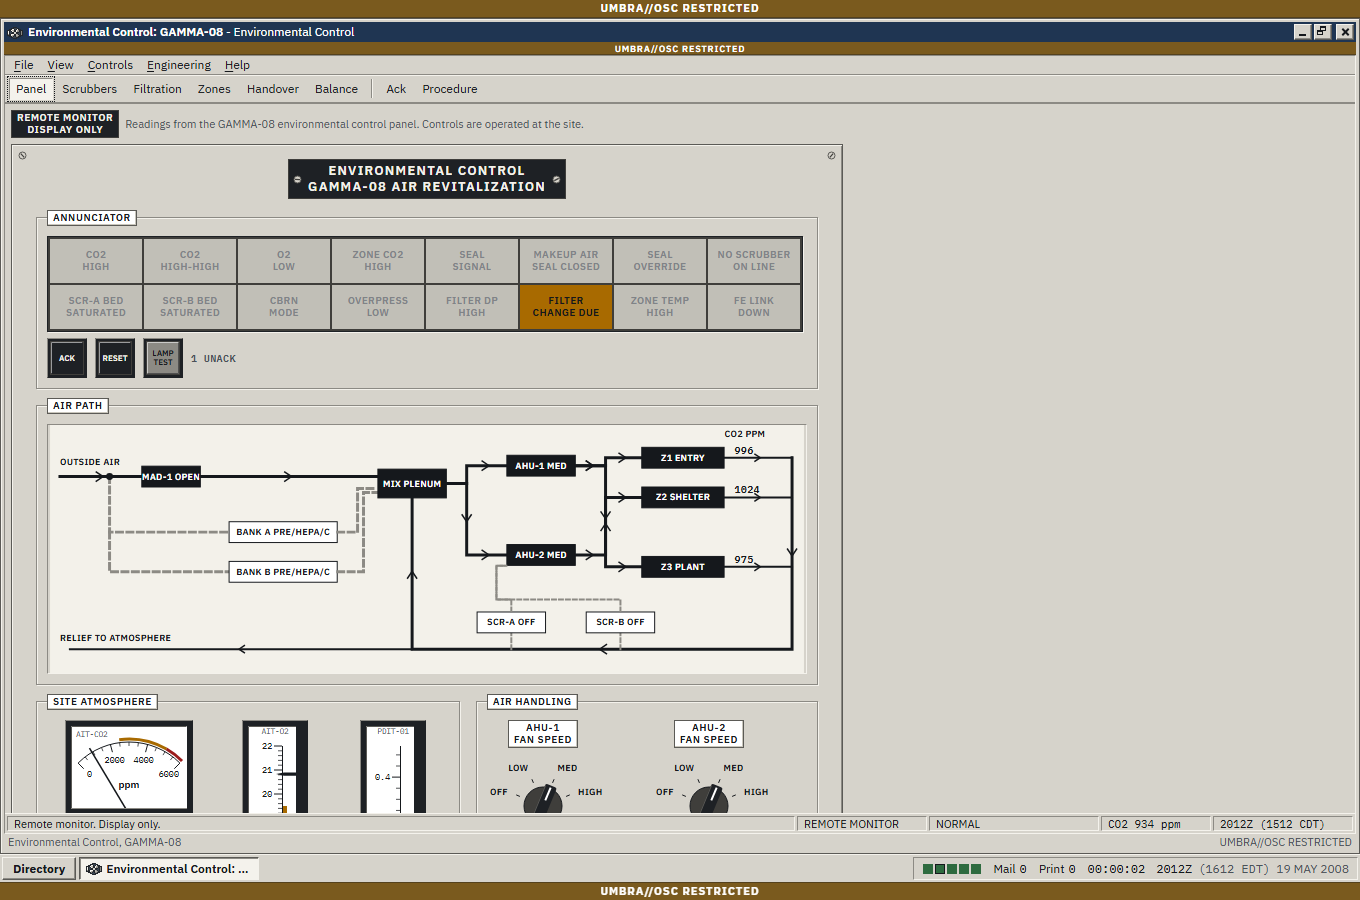 UMBRA//OSC RESTRICTED
Environmental Control: GAMMA-08 - Environmental Control
UMBRA//OSC RESTRICTED
File View Controls Engineering Help
Panel Scrubbers Filtration Zones Handover Balance Ack Procedure
REMOTE MONITOR
DISPLAY ONLY
Readings from the GAMMA-08 environmental control panel. Controls are operated at the site.
ENVIRONMENTAL CONTROL
GAMMA-08 AIR REVITALIZATION
ANNUNCIATOR
CO2
HIGH
CO2
HIGH-HIGH
O2
LOW
ZONE CO2
HIGH
SEAL
SIGNAL
MAKEUP AIR
SEAL CLOSED
SEAL
OVERRIDE
NO SCRUBBER
ON LINE
SCR-A BED
SATURATED
SCR-B BED
SATURATED
CBRN
MODE
OVERPRESS
LOW
FILTER DP
HIGH
FILTER
CHANGE DUE
ZONE TEMP
HIGH
FE LINK
DOWN
ACK
RESET
LAMP
TEST
1 UNACK
AIR PATH
CO2 PPM
OUTSIDE AIR
MAD-1 OPEN
MIX PLENUM
AHU-1 MED
Z1 ENTRY
996
Z2 SHELTER
1024
BANK A PRE/HEPA/C
AHU-2 MED
Z3 PLANT
975
BANK B PRE/HEPA/C
SCR-A OFF
SCR-B OFF
RELIEF TO ATMOSPHERE
SITE ATMOSPHERE
AIT-CO2
0 2000 4000 6000
ppm
AIT-O2
22
21
20
PDIT-01
0.4
AIR HANDLING
AHU-1
FAN SPEED
OFF LOW MED HIGH
AHU-2
FAN SPEED
OFF LOW MED HIGH
Remote monitor. Display only.
REMOTE MONITOR
NORMAL
CO2 934 ppm
2012Z (1512 CDT)
Environmental Control, GAMMA-08
UMBRA//OSC RESTRICTED
Directory
Environmental Control: ...
Mail 0 Print 0 00:00:02 2012Z (1612 EDT) 19 MAY 2008
UMBRA//OSC RESTRICTED